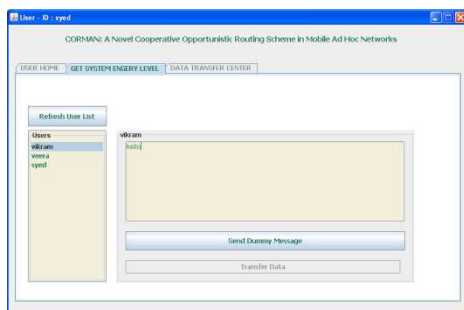 User - ID : syed
CORMAN: A Novel Cooperative Opportunistic Routing Scheme in Mobile Ad Hoc Networks
USER HOME GET SYSTEM ENGERY LEVEL DATA TRANSFER CENTER
Refresh User List
Users
vikram
veera
syed
vikram
hello
Send Dummy Message
Transfer Data